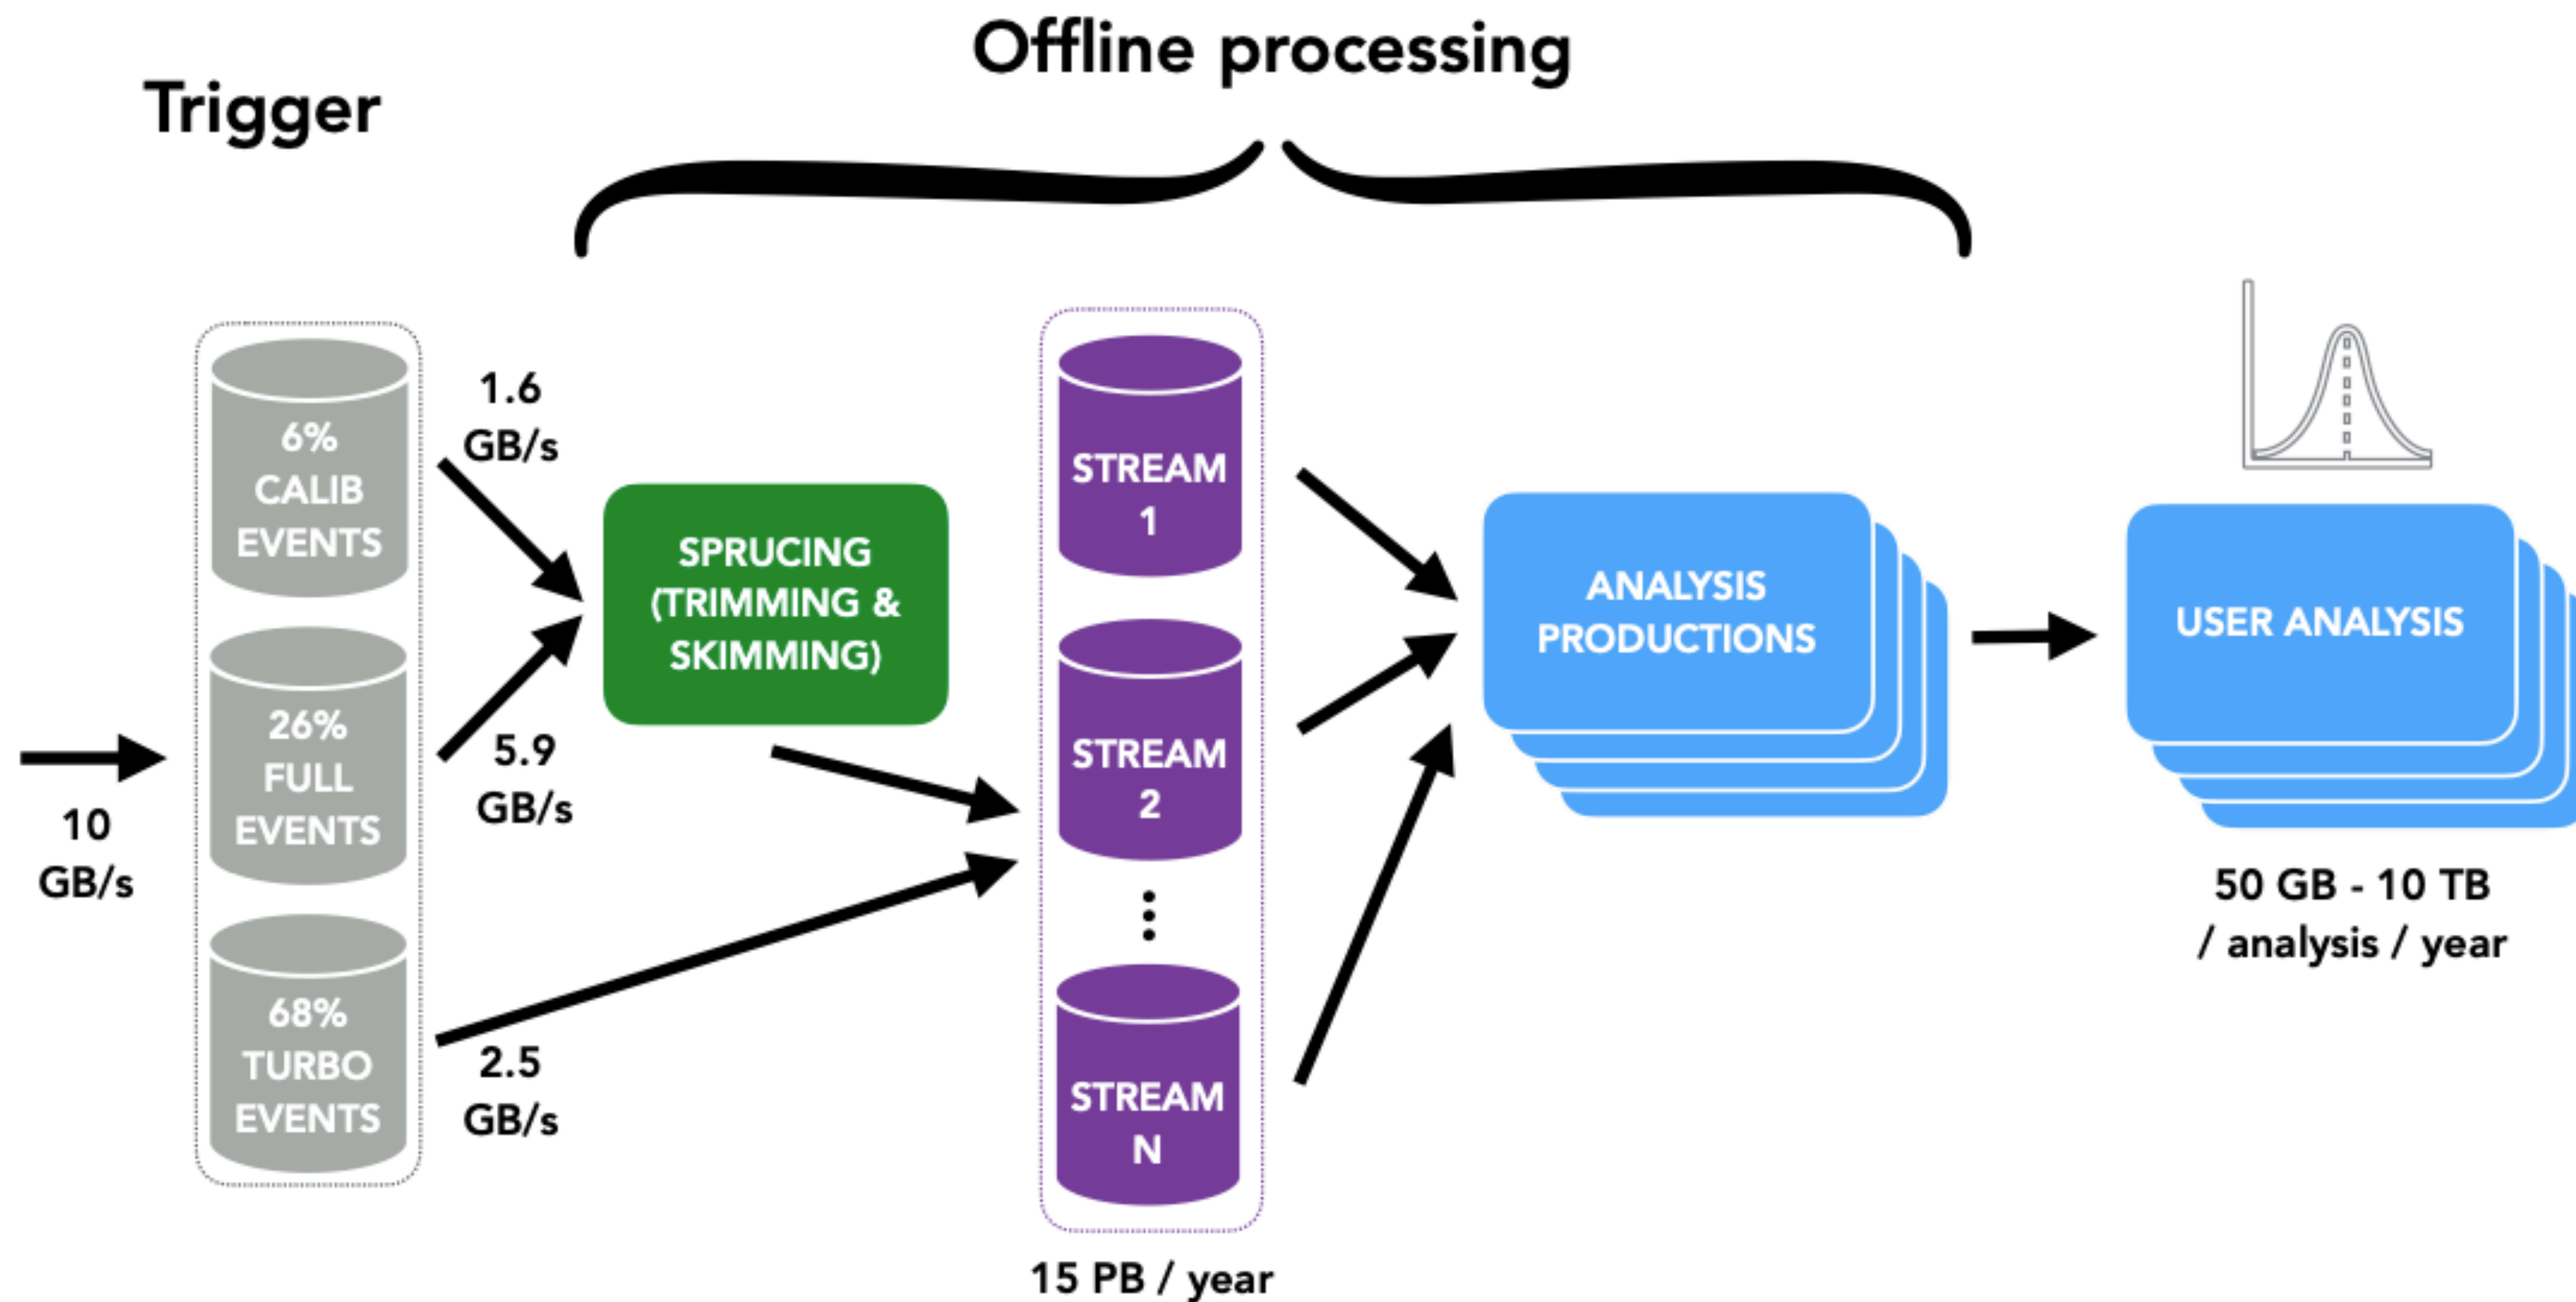 Offline processing
Trigger
10
GB/s
6%
CALIB
EVENTS
26%
FULL
EVENTS
68%
TURBO
EVENTS
1.6
GB/s
5.9
GB/s
2.5
GB/s
SPRUCING
(TRIMMING &
SKIMMING)
STREAM
1
STREAM
2
STREAM
N
15 PB / year
ANALYSIS
PRODUCTIONS
USER ANALYSIS
50 GB - 10 TB
/ analysis / year